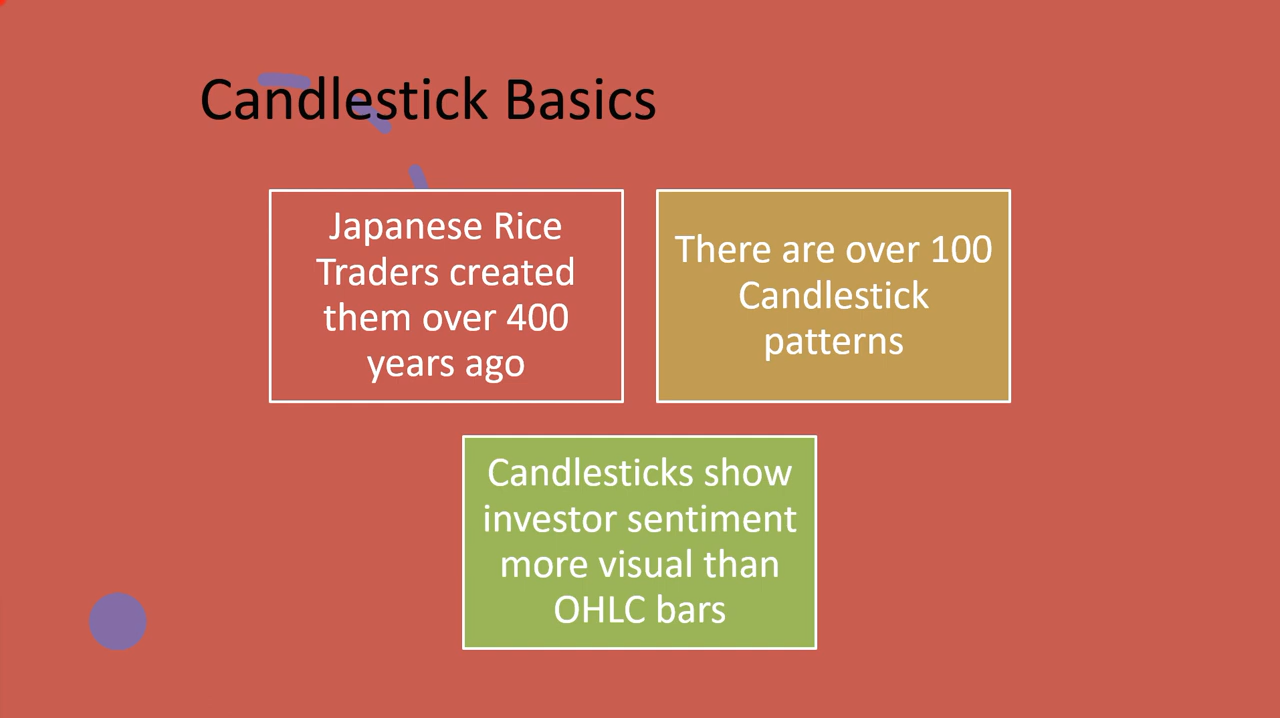 Candlestick Basics
Japanese Rice
Traders created
them over 400
years ago
There are over 100
Candlestick
patterns
Candlesticks show
investor sentiment
more visual than
OHLC bars